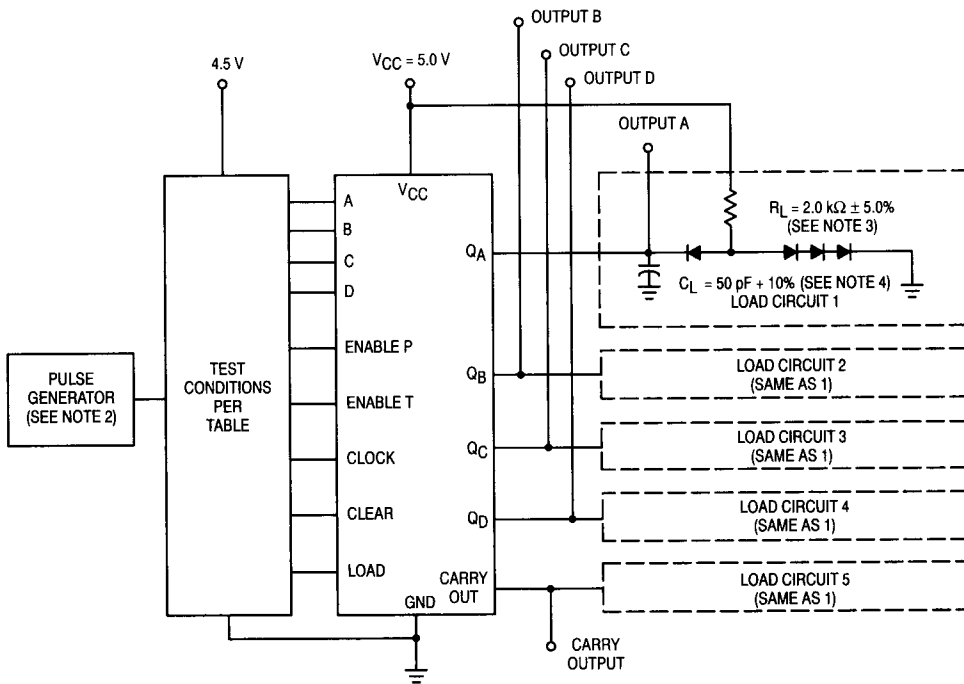 OUTPUT B
OUTPUT C
OUTPUT D
4.5 V
VCC = 5.0 V
OUTPUT A
VCC
A
B
C
D
ENABLE P
ENABLE T
CLOCK
CLEAR
LOAD
QA
QB
QC
QD
CARRY
OUT
GND
PULSE
GENERATOR
(SEE NOTE 2)
TEST
CONDITIONS
PER
TABLE
RL = 2.0 kΩ ± 5.0%
(SEE NOTE 3)
CL = 50 pF + 10% (SEE NOTE 4)
LOAD CIRCUIT 1
LOAD CIRCUIT 2
(SAME AS 1)
LOAD CIRCUIT 3
(SAME AS 1)
LOAD CIRCUIT 4
(SAME AS 1)
LOAD CIRCUIT 5
(SAME AS 1)
CARRY
OUTPUT